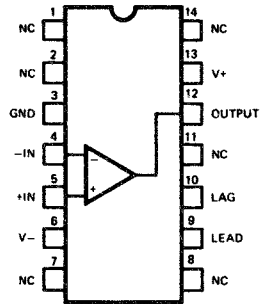 1
14
NC
NC
2
13
NC
V+
3
12
GND
OUTPUT
4
11
−IN
−
NC
5
10
+IN
+
LAG
6
9
V−
LEAD
7
8
NC
NC